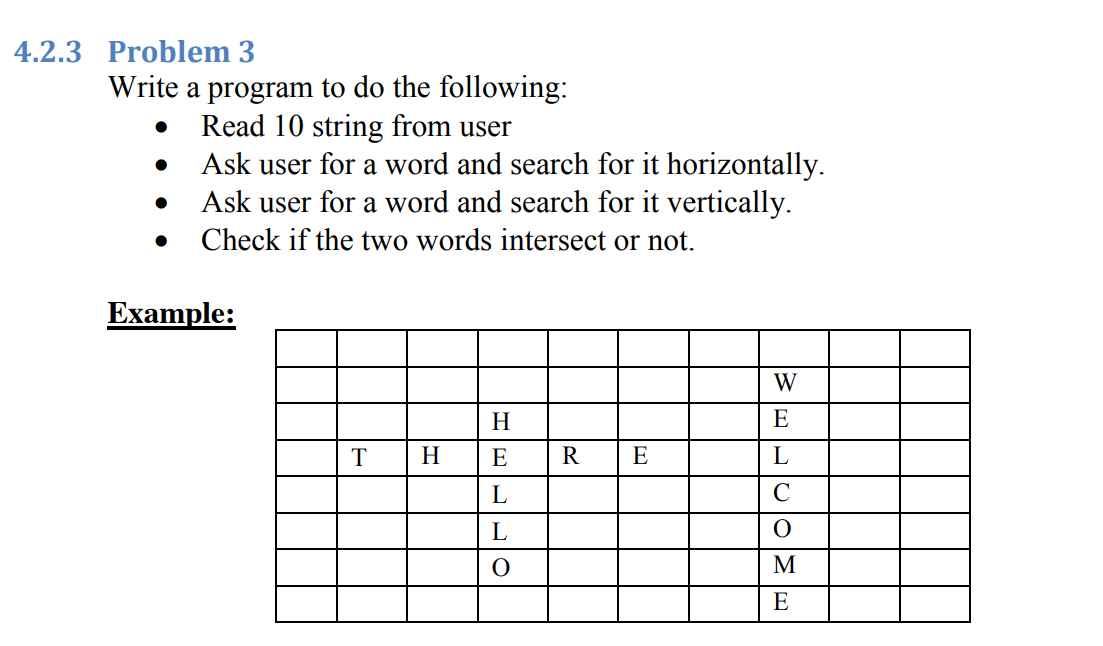 4.2.3 Problem 3
Write a program to do the following:
• Read 10 string from user
• Ask user for a word and search for it horizontally.
• Ask user for a word and search for it vertically.
• Check if the two words intersect or not.
Example:
W
H E
T H E R E L
L C
L O
O M
E